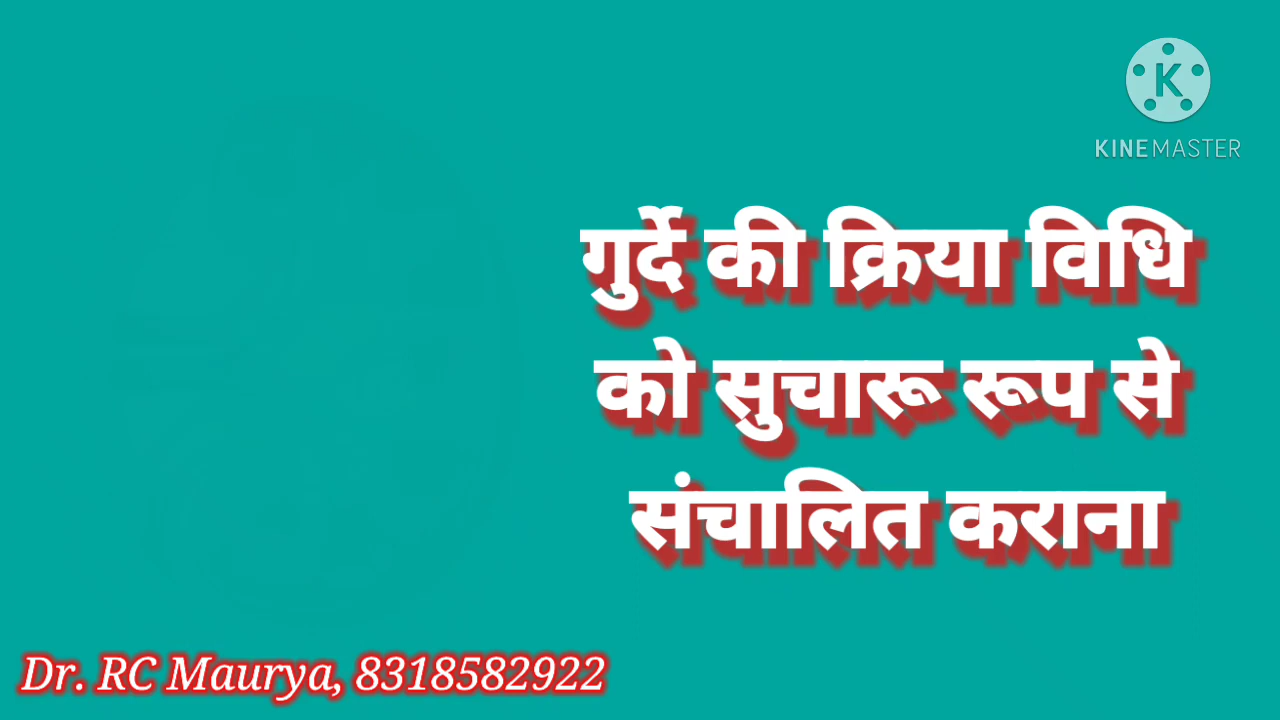 KINEMASTER
गुर्दे की क्रिया विधि
को सुचारू रूप से
संचालित कराना
Dr. RC Maurya, 8318582922